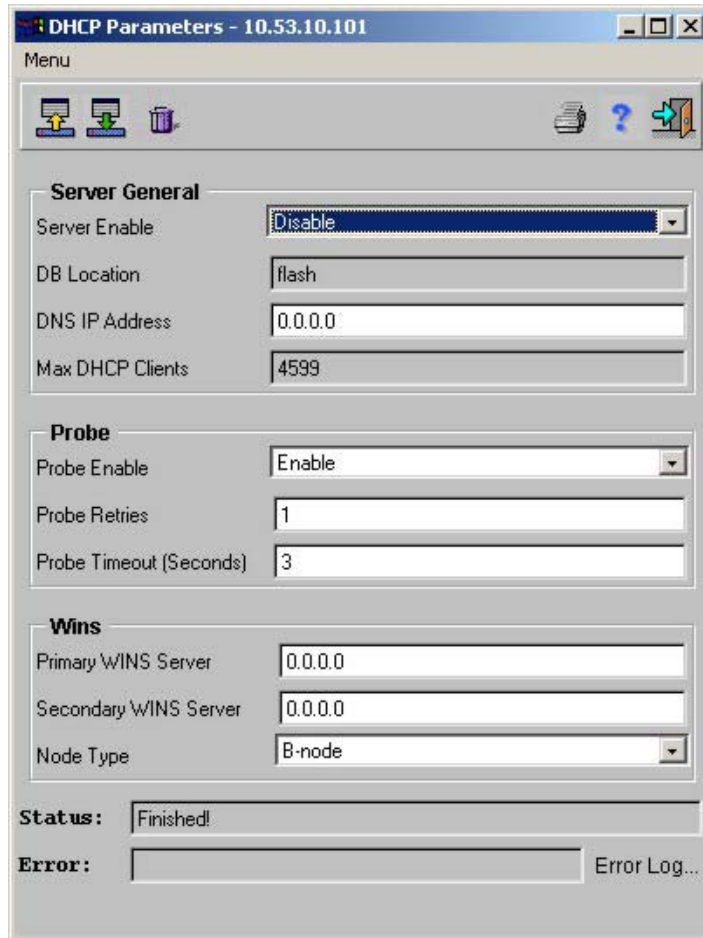 DHCP Parameters - 10.53.10.101
Menu
Server General
Server Enable Disable
DB Location flash
DNS IP Address 0.0.0.0
Max DHCP Clients 4599
Probe
Probe Enable Enable
Probe Retries 1
Probe Timeout (Seconds) 3
Wins
Primary WINS Server 0.0.0.0
Secondary WINS Server 0.0.0.0
Node Type B-node
Status: Finished!
Error: Error Log...